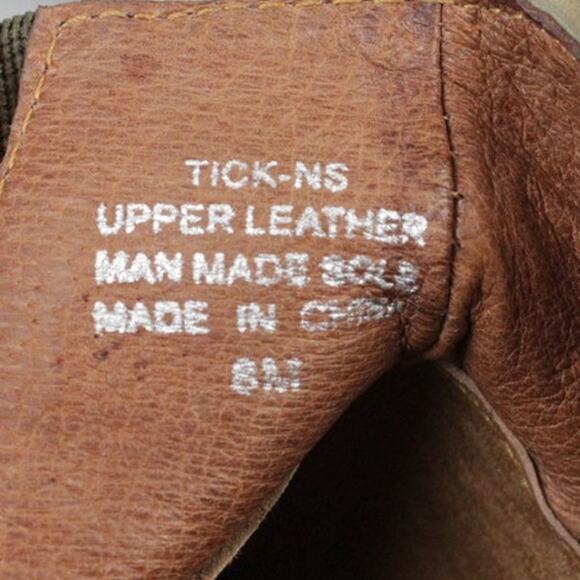 TICK-NS
UPPER LEATHER
MAN MADE SOLE
MADE IN CHINA
8M